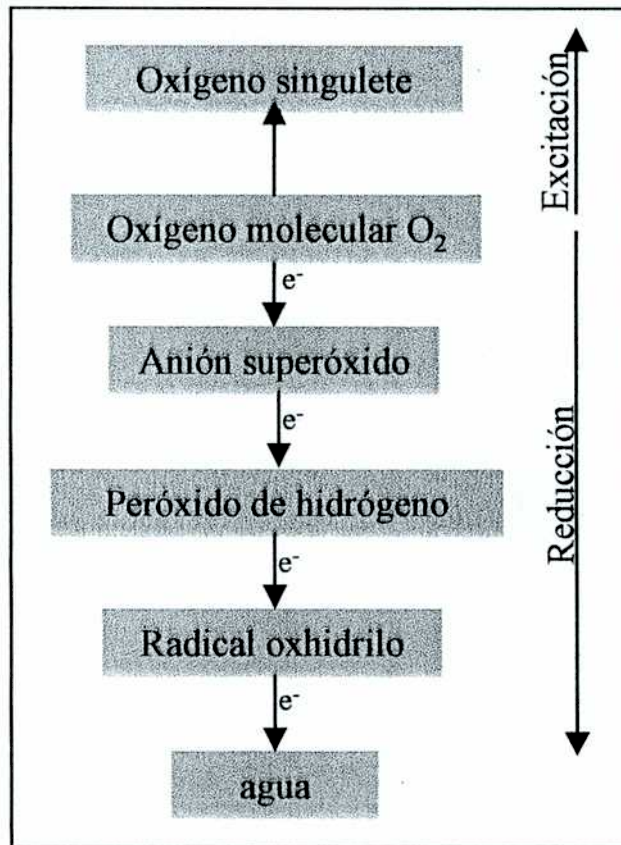 Oxígeno singulete
Excitación
Oxígeno molecular O₂
e⁻
Anión superóxido
e⁻
Peróxido de hidrógeno
Reducción
e⁻
Radical oxhidrilo
e⁻
agua